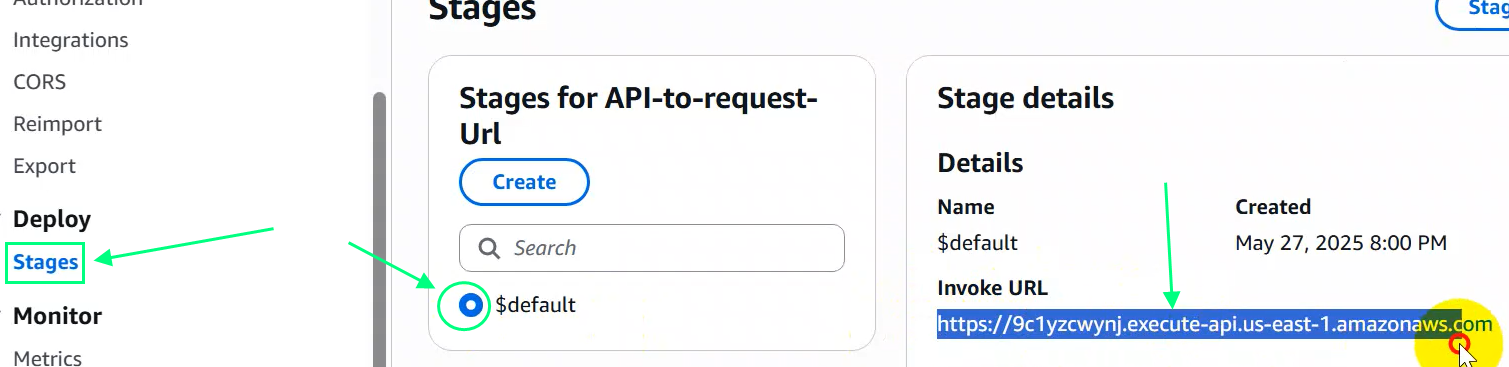 Authorization
Integrations
CORS
Reimport
Export
Deploy
Stages
Monitor
Metrics
Stages
Stages for API-to-request-
Url
Create
Search
$default
Stage details
Details
Name
Created
$default
May 27, 2025 8:00 PM
Invoke URL
https://9c1yzcwynj.execute-api.us-east-1.amazonaws.com